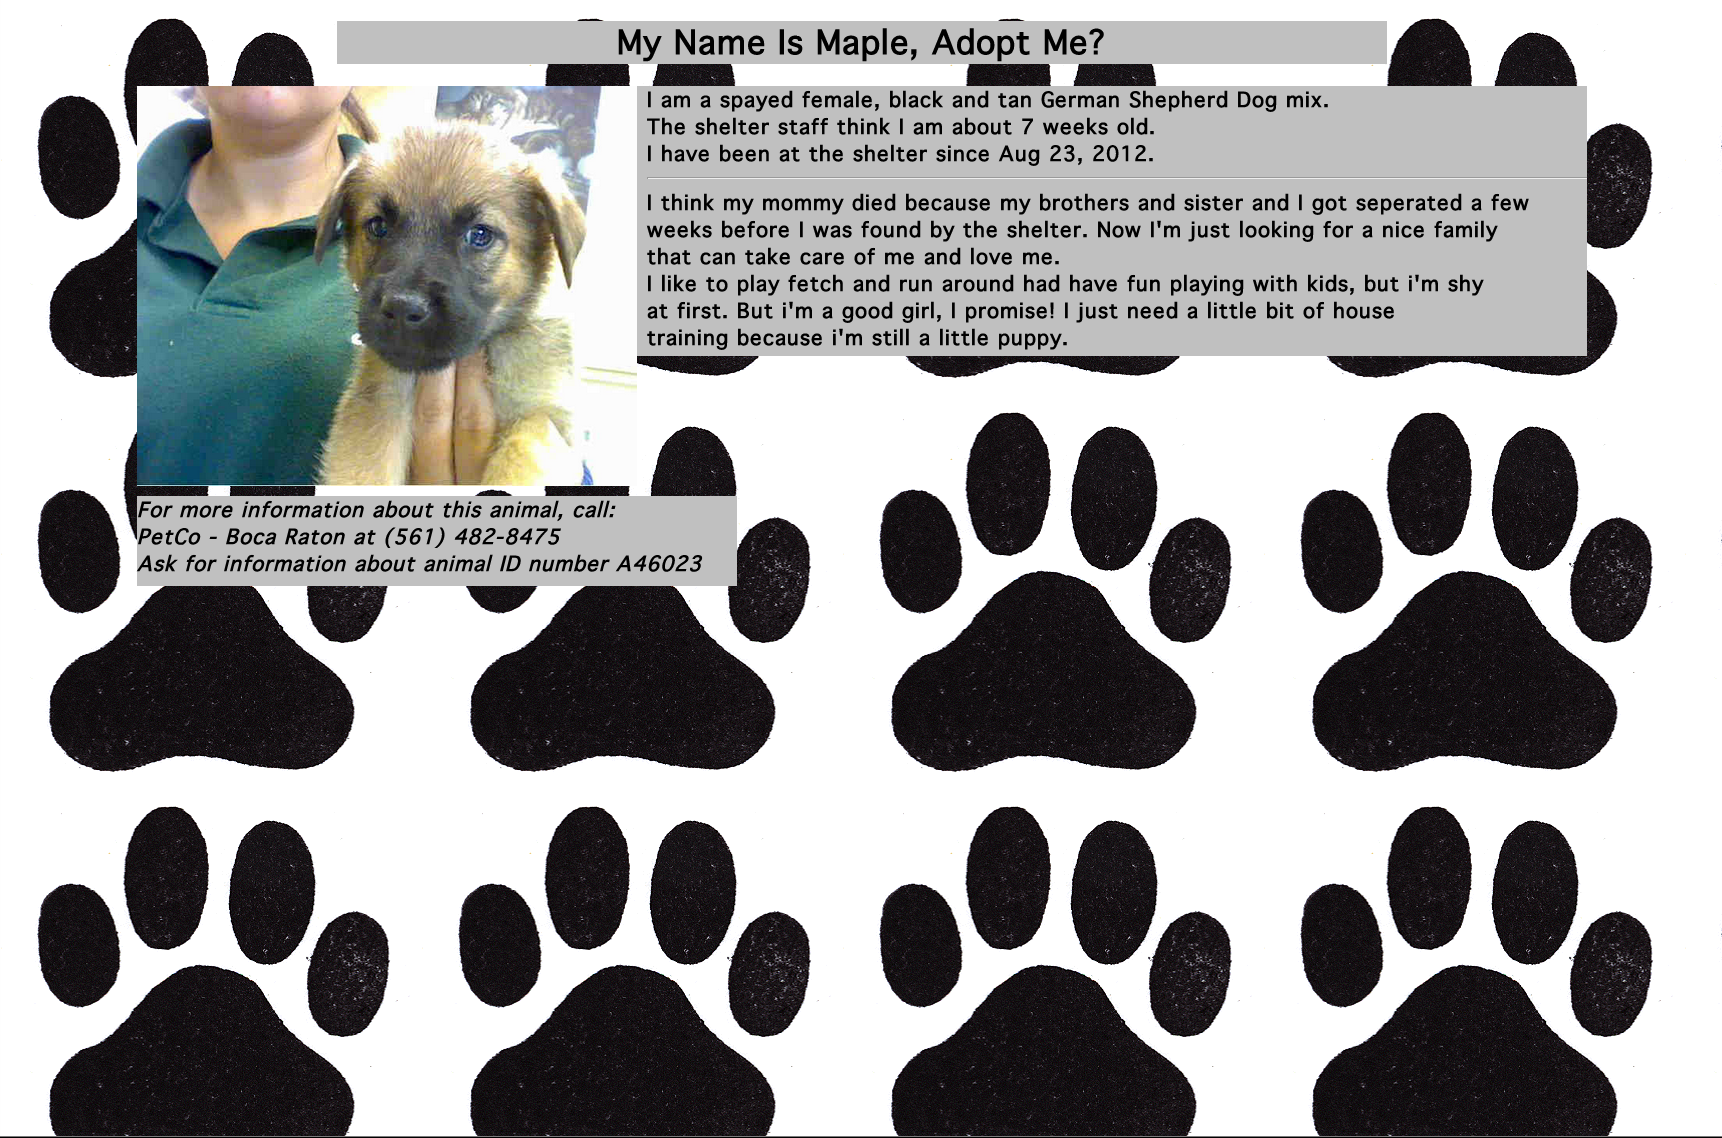 My Name Is Maple, Adopt Me?
I am a spayed female, black and tan German Shepherd Dog mix.
The shelter staff think I am about 7 weeks old.
I have been at the shelter since Aug 23, 2012.
I think my mommy died because my brothers and sister and I got seperated a few
weeks before I was found by the shelter. Now I'm just looking for a nice family
that can take care of me and love me.
I like to play fetch and run around had have fun playing with kids, but i'm shy
at first. But i'm a good girl, I promise! I just need a little bit of house
training because i'm still a little puppy.
For more information about this animal, call:
PetCo - Boca Raton at (561) 482-8475
Ask for information about animal ID number A46023